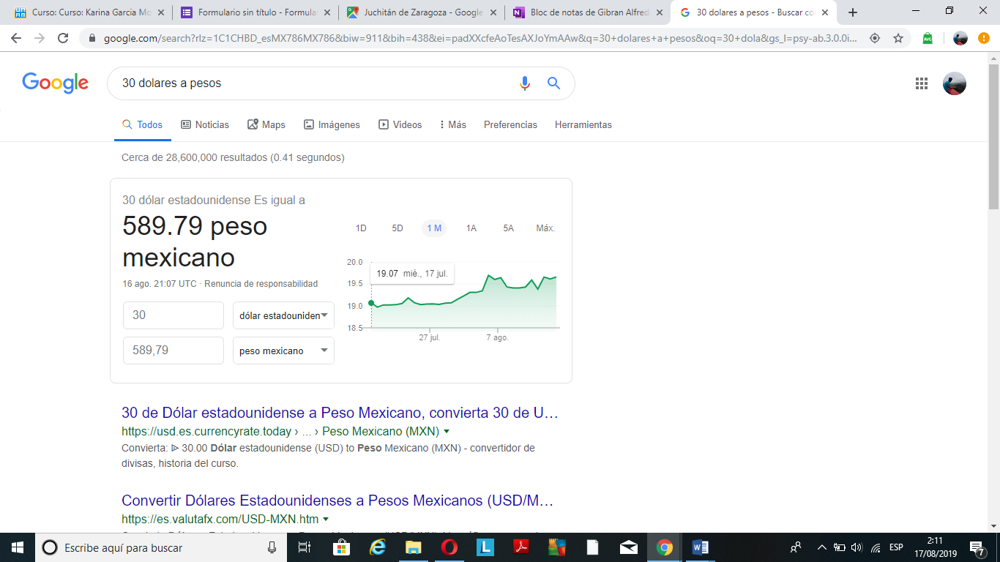 Curso: Curso: Karina Garcia Mo
Formulario sin título - Formula
Juchitán de Zaragoza - Google
Bloc de notas de Gibran Alfred
30 dolares a pesos - Buscar co
google.com/search?rlz=1C1CHBD_esMX786MX786&biw=911&bih=438&ei=padXXcfeAoTesAXJoYmAAw&q=30+dolares+a+pesos&oq=30+dola&gs_l=psy-ab.3.0.0i...
AVG
Google
30 dolares a pesos
Todos Noticias Maps Imágenes Videos Más Preferencias Herramientas
Cerca de 28,600,000 resultados (0.41 segundos)
30 dólar estadounidense Es igual a
589.79 peso
mexicano
16 ago. 21:07 UTC · Renuncia de responsabilidad
30 dólar estadouniden
589,79 peso mexicano
1D 5D 1 M 1A 5A Máx.
20.0
19.07 mié., 17 jul.
19.5
19.0
18.5
27 jul. 7 ago.
30 de Dólar estadounidense a Peso Mexicano, convierta 30 de U...
https://usd.es.currencyrate.today › ... › Peso Mexicano (MXN)
Convierta: ᐉ 30.00 Dólar estadounidense (USD) to Peso Mexicano (MXN) - convertidor de
divisas, historia del curso.
Convertir Dólares Estadounidenses a Pesos Mexicanos (USD/M...
https://es.valutafx.com/USD-MXN.htm
Escribe aquí para buscar
ESP
2:11
17/08/2019
7